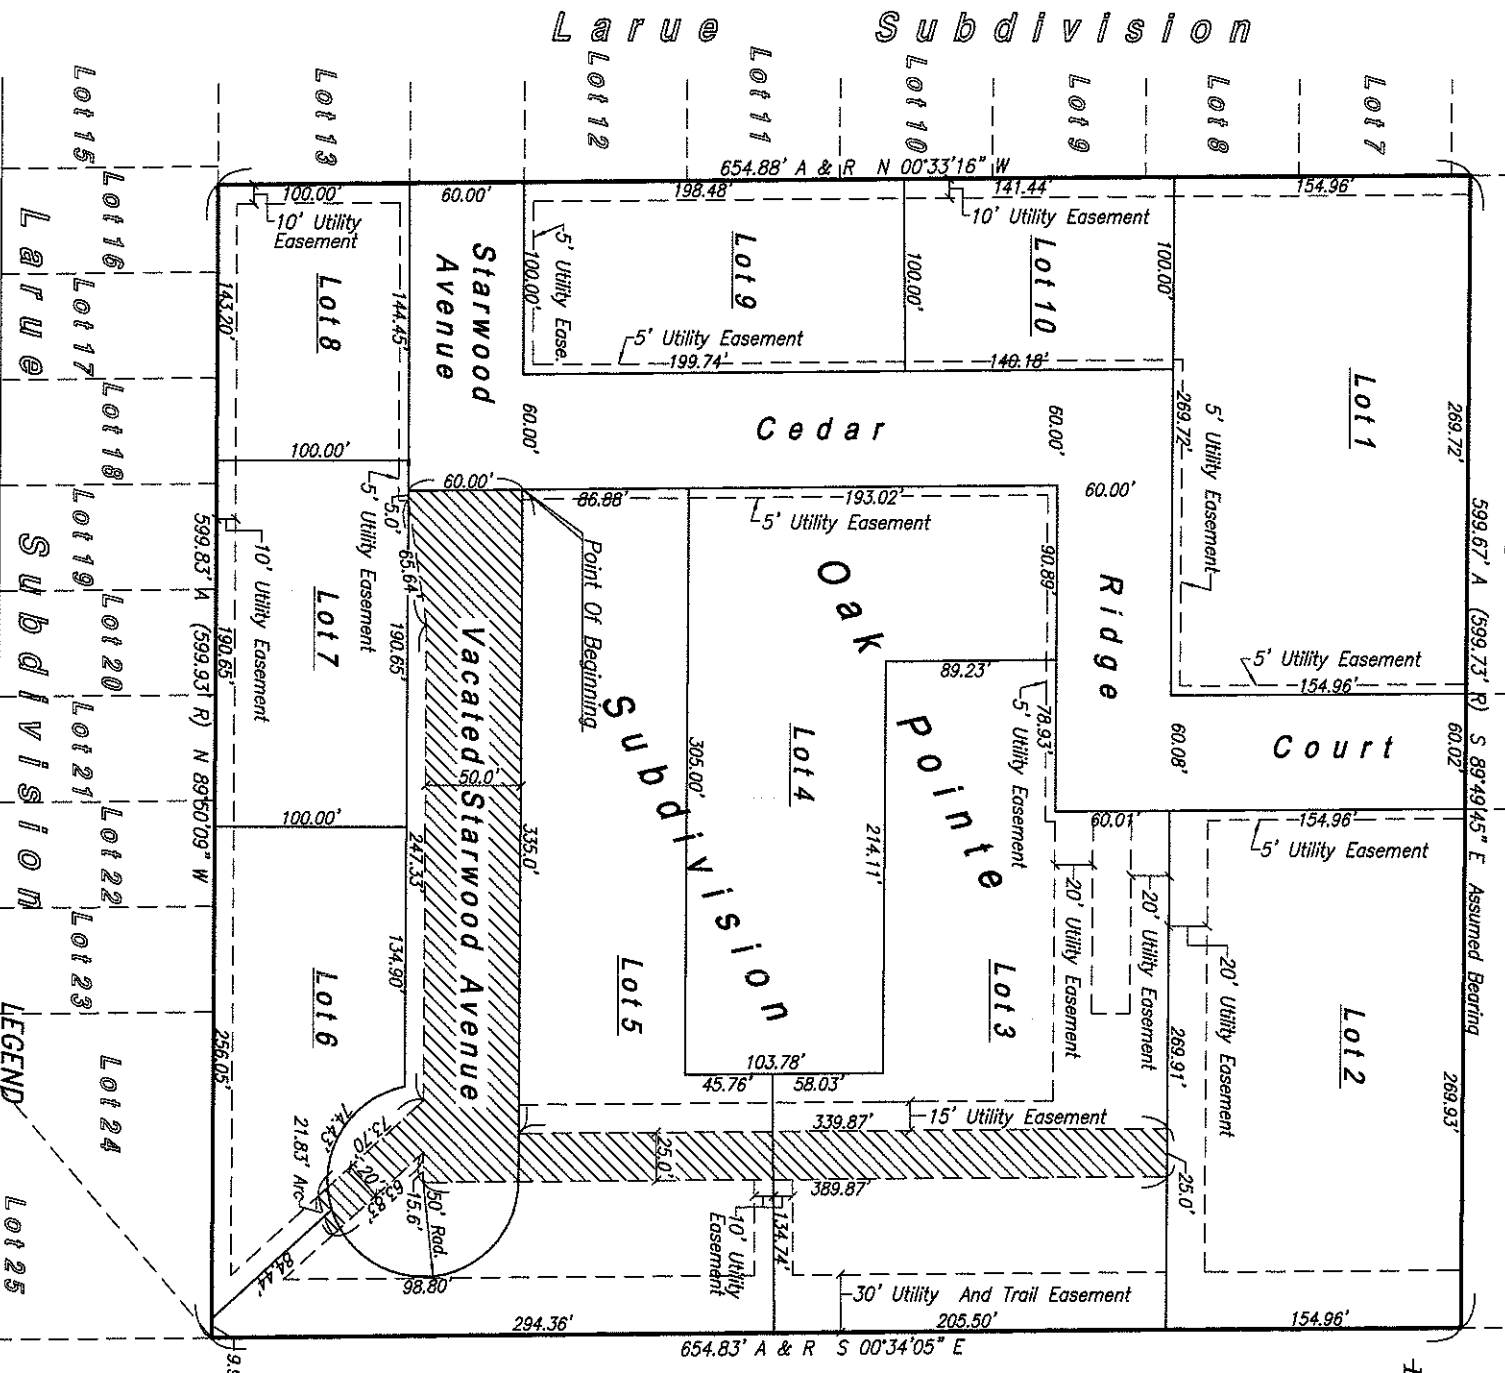 Larue Subdivision
Lot 15
Lot 13
Lot 12
Lot 11
Lot 10
Lot 9
Lot 8
Lot 7
654.88' A & R N 00°33'16" W
100.00'
60.00'
198.48'
141.44'
154.96'
10' Utility
Easement
10' Utility Easement
Lot 16
Lot 17
Lot 18
Lot 19
Lot 20
Lot 21
Lot 22
Lot 23
Lot 24
Lot 25
Larue Subdivision
Lot 8
143.20'
144.45'
Starwood
Avenue
5' Utility Ease.
100.00'
Lot 9
100.00'
Lot 10
100.00'
5' Utility Easement
199.74'
140.18'
Lot 1
269.72'
269.72'
5' Utility Easement
60.00'
Cedar
60.00'
100.00'
60.00'
5.0'
5' Utility Easement
86.88'
193.02'
5' Utility Easement
60.00'
90.89'
Ridge
599.83' A (599.93' R) N 89°50'09" W
599.67' A (599.73' R) S 89°49'45" E Assumed Bearing
10' Utility Easement
Lot 7
190.65'
190.65'
65.64'
Vacated Starwood Avenue
Point Of Beginning
Oak Pointe
Subdivision
89.23'
78.93'
5' Utility Easement
5' Utility Easement
154.96'
Lot 4
305.00'
60.08'
Court
60.02'
100.00'
50.0'
247.33'
335.0'
214.11'
60.01'
154.96'
5' Utility Easement
20' Utility Easement
20' Utility Easement
20' Utility Easement
134.90'
Lot 6
256.05'
Lot 5
Lot 3
269.91'
Lot 2
269.93'
LEGEND
103.78'
45.76'
58.03'
15' Utility Easement
339.87'
74.43'
73.70'
21.83' Arc
20'
63.83'
15.6'
50' Rad.
25.0'
389.87'
25.0'
10' Utility
Easement
134.74'
84.44'
98.80'
30' Utility And Trail Easement
294.36'
205.50'
154.96'
654.83' A & R S 00°34'05" E